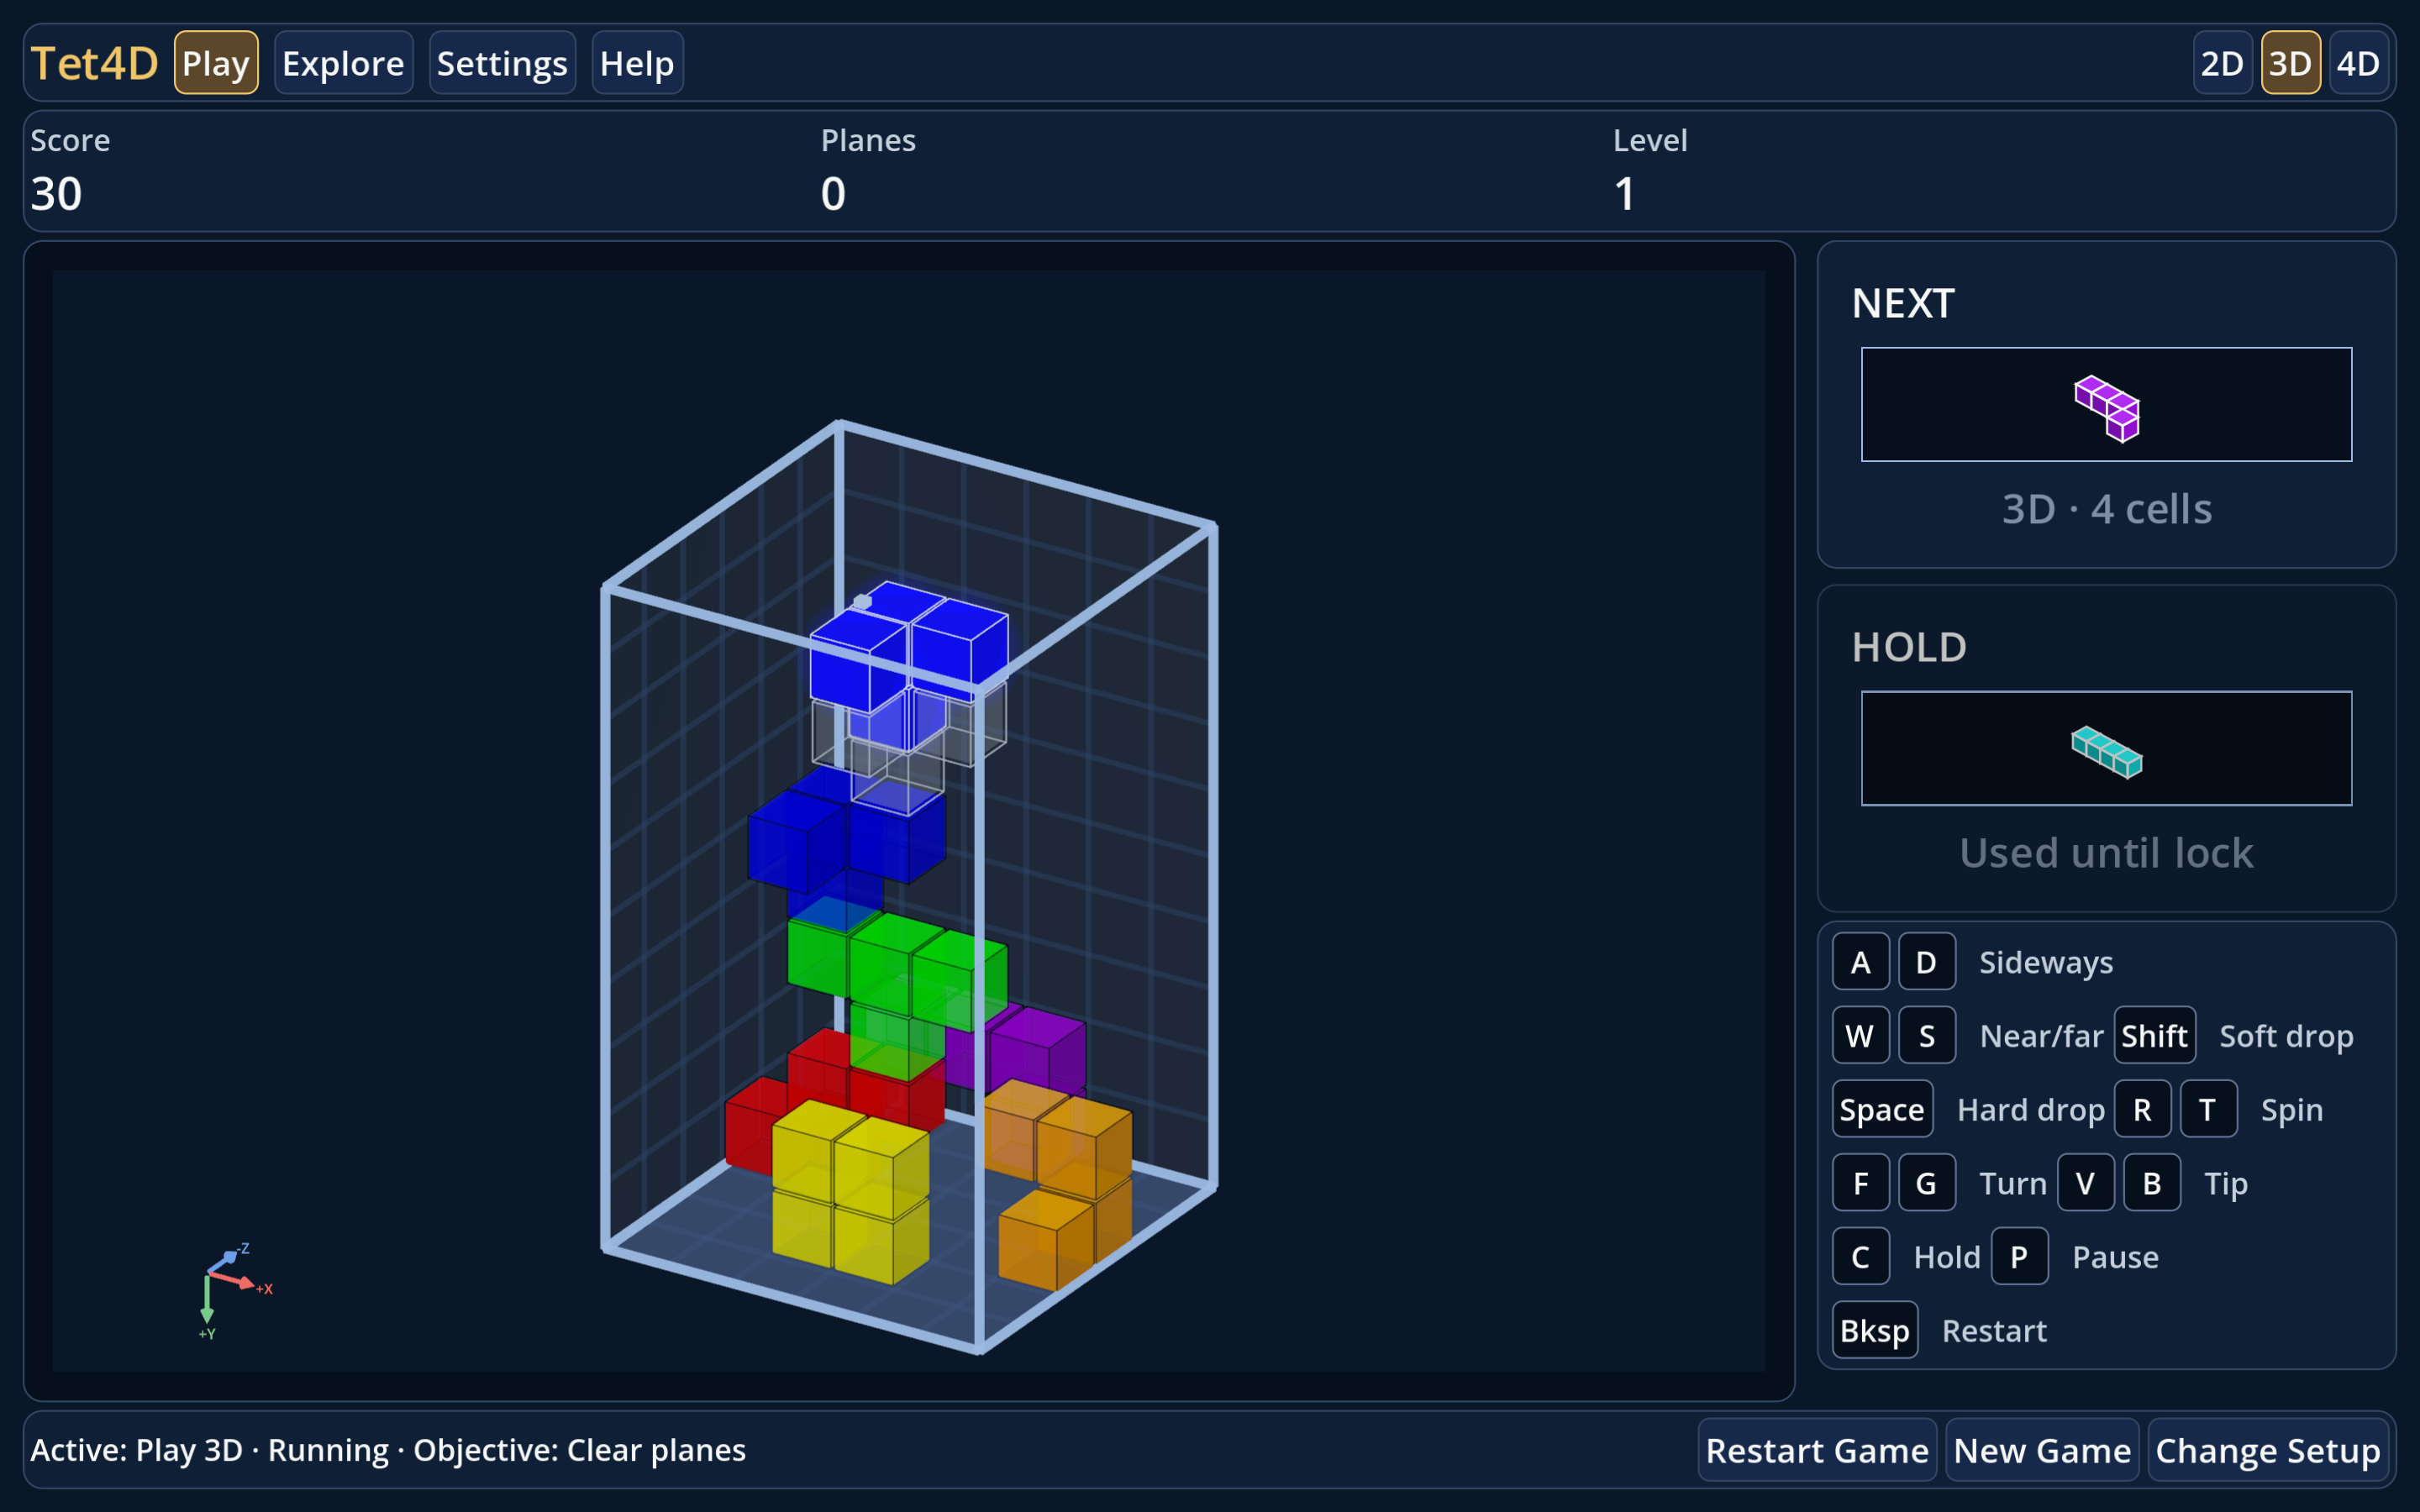 Tet4D Play Explore Settings Help 2D 3D 4D
Score Planes Level
30 0 1
NEXT
3D · 4 cells
HOLD
Used until lock
A D Sideways
W S Near/far Shift Soft drop
Space Hard drop R T Spin
F G Turn V B Tip
C Hold P Pause
Bksp Restart
-Z
+X
+Y
Active: Play 3D · Running · Objective: Clear planes Restart Game New Game Change Setup